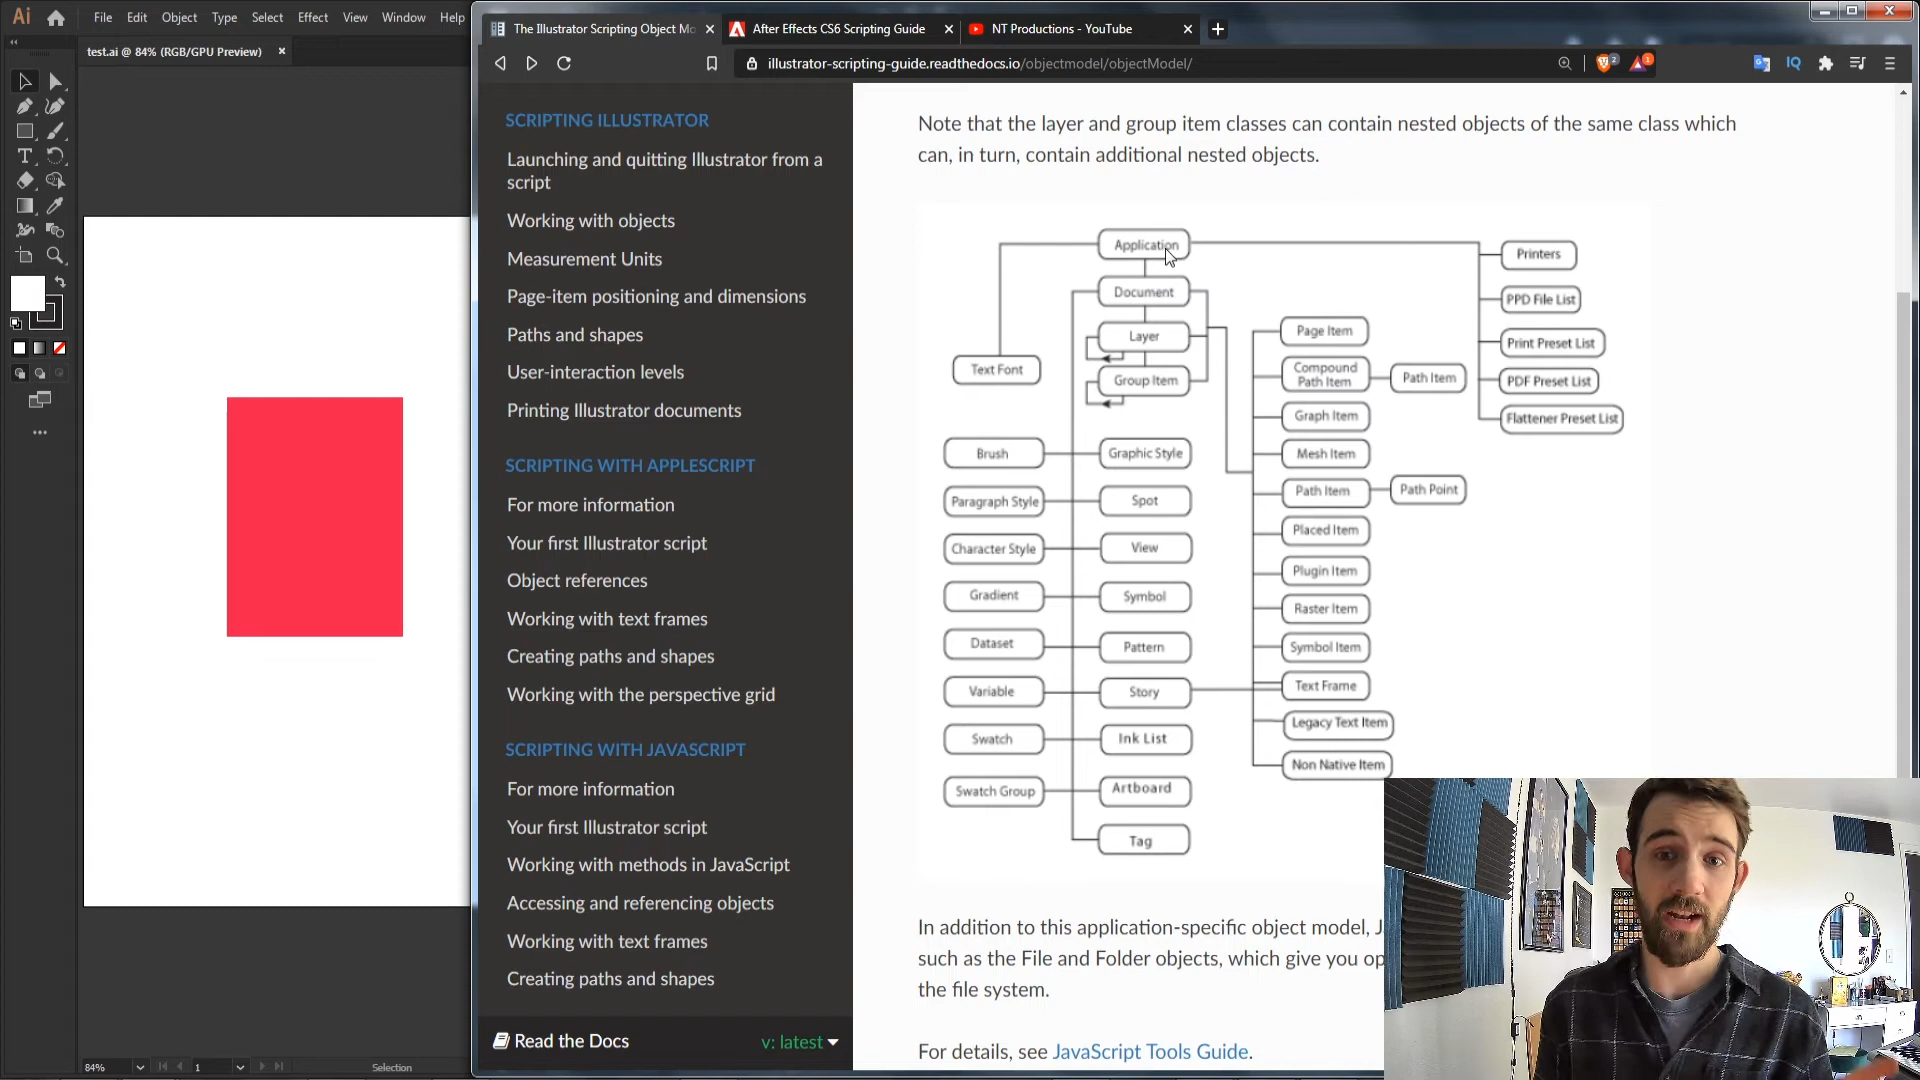 Ai File Edit Object Type Select Effect View Window Help
test.ai @ 84% (RGB/GPU Preview)
84% 1 Selection
The Illustrator Scripting Object Mo
After Effects CS6 Scripting Guide
NT Productions - YouTube
illustrator-scripting-guide.readthedocs.io/objectmodel/objectModel/
2 1 IQ
SCRIPTING ILLUSTRATOR
Launching and quitting Illustrator from a
script
Working with objects
Measurement Units
Page-item positioning and dimensions
Paths and shapes
User-interaction levels
Printing Illustrator documents
SCRIPTING WITH APPLESCRIPT
For more information
Your first Illustrator script
Object references
Working with text frames
Creating paths and shapes
Working with the perspective grid
SCRIPTING WITH JAVASCRIPT
For more information
Your first Illustrator script
Working with methods in JavaScript
Accessing and referencing objects
Working with text frames
Creating paths and shapes
Read the Docs v: latest
Note that the layer and group item classes can contain nested objects of the same class which
can, in turn, contain additional nested objects.
Application
Document
Layer
Group Item
Text Font
Brush
Graphic Style
Paragraph Style
Spot
Character Style
View
Gradient
Symbol
Dataset
Pattern
Variable
Story
Swatch
Ink List
Swatch Group
Artboard
Tag
Page Item
Compound
Path Item
Path Item
Graph Item
Mesh Item
Path Item
Path Point
Placed Item
Plugin Item
Raster Item
Symbol Item
Text Frame
Legacy Text Item
Non Native Item
Printers
PPD File List
Print Preset List
PDF Preset List
Flattener Preset List
In addition to this application-specific object model, J
such as the File and Folder objects, which give you op
the file system.
For details, see JavaScript Tools Guide.